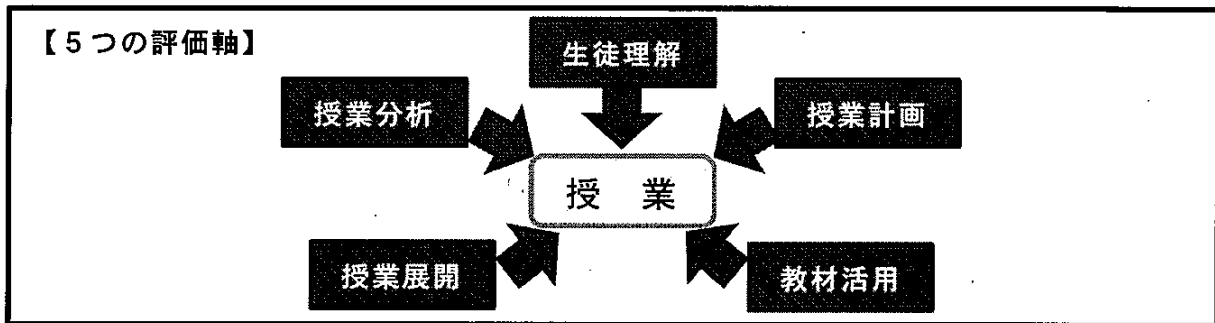 【５つの評価軸】
生徒理解
授業分析
授業計画
授　業
授業展開
教材活用